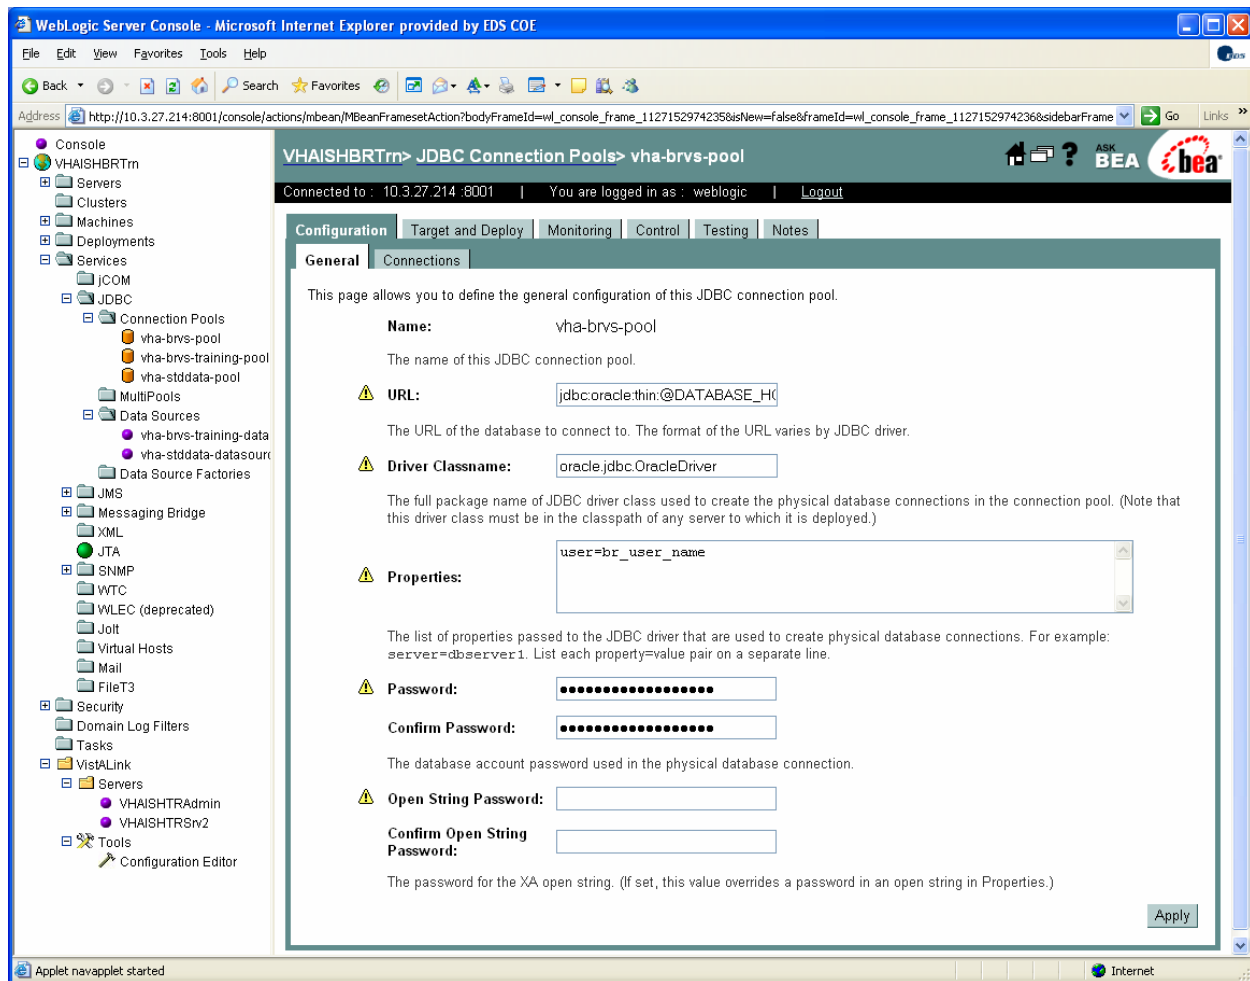 WebLogic Server Console - Microsoft Internet Explorer provided by EDS COE
File Edit View Favorites Tools Help
Back Search Favorites
Address http://10.3.27.214:8001/console/actions/mbean/MBeanFramesetAction?bodyFrameId=wl_console_frame_1127152974235&isNew=false&frameId=wl_console_frame_1127152974236&sidebarFrame Go Links »
Console
VHAISHBRTrn
Servers
Clusters
Machines
Deployments
Services
jCOM
JDBC
Connection Pools
vha-brvs-pool
vha-brvs-training-pool
vha-stddata-pool
MultiPools
Data Sources
vha-brvs-training-data
vha-stddata-datasourc
Data Source Factories
JMS
Messaging Bridge
XML
JTA
SNMP
WTC
WLEC (deprecated)
Jolt
Virtual Hosts
Mail
FileT3
Security
Domain Log Filters
Tasks
VistALink
Servers
VHAISHTRAdmin
VHAISHTRSrv2
Tools
Configuration Editor
VHAISHBRTrn> JDBC Connection Pools> vha-brvs-pool
? ASK BEA bea
Connected to : 10.3.27.214 :8001 | You are logged in as : weblogic | Logout
Configuration Target and Deploy Monitoring Control Testing Notes
General Connections
This page allows you to define the general configuration of this JDBC connection pool.
Name: vha-brvs-pool
The name of this JDBC connection pool.
URL: jdbc:oracle:thin:@DATABASE_HO
The URL of the database to connect to. The format of the URL varies by JDBC driver.
Driver Classname: oracle.jdbc.OracleDriver
The full package name of JDBC driver class used to create the physical database connections in the connection pool. (Note that
this driver class must be in the classpath of any server to which it is deployed.)
user=br_user_name
Properties:
The list of properties passed to the JDBC driver that are used to create physical database connections. For example:
server=dbserver1. List each property=value pair on a separate line.
Password: ••••••••••••••••••
Confirm Password: ••••••••••••••••••
The database account password used in the physical database connection.
Open String Password:
Confirm Open String
Password:
The password for the XA open string. (If set, this value overrides a password in an open string in Properties.)
Apply
Applet navapplet started
Internet